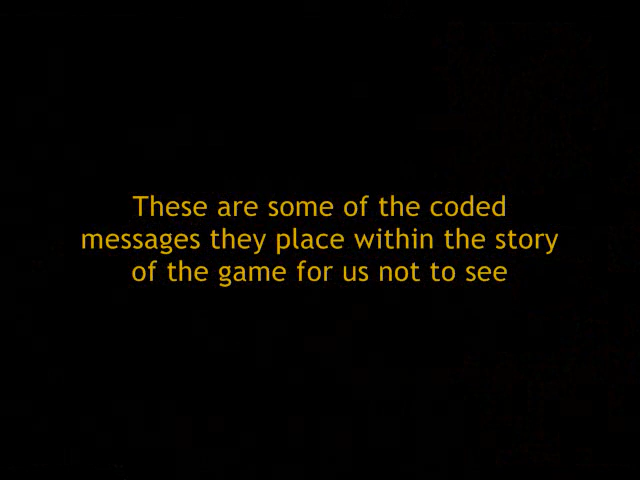 These are some of the coded
messages they place within the story
of the game for us not to see